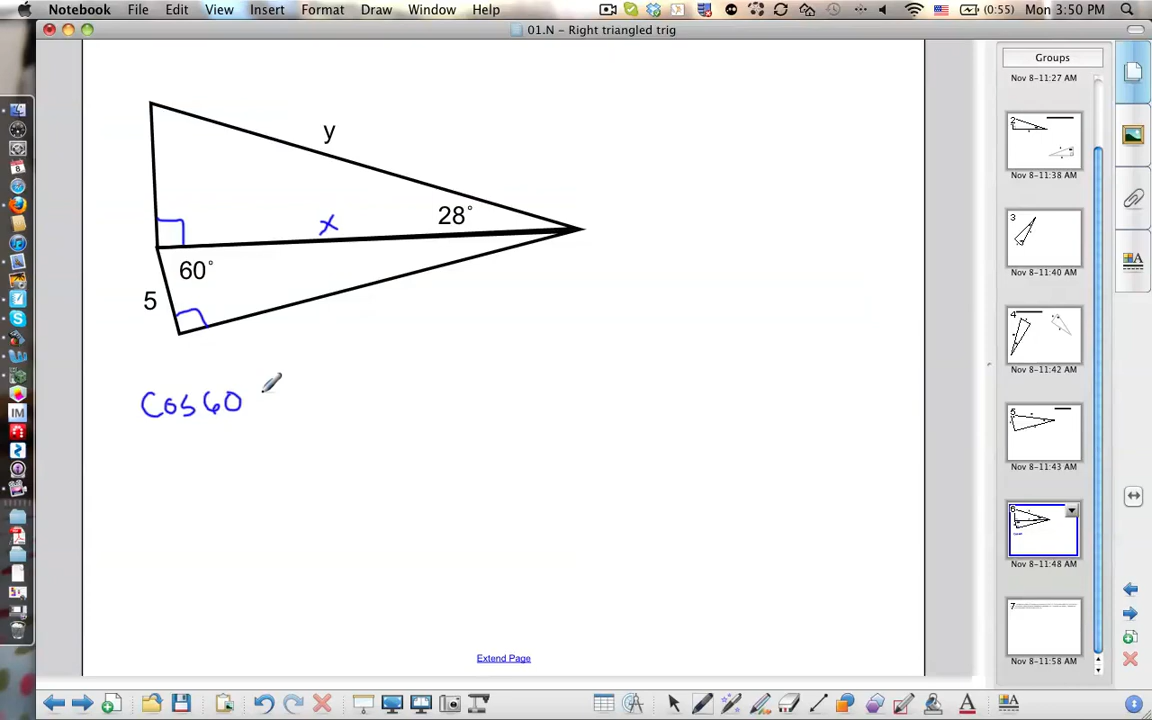 Notebook File Edit View Insert Format Draw Window Help (0:55) Mon 3:50 PM
01.N – Right triangled trig
Groups
Nov 8–11:27 AM
y
2
x
28°
Nov 8–11:38 AM
60°
3
5
Nov 8–11:40 AM
4
Cos 60
Nov 8–11:42 AM
5
Nov 8–11:43 AM
6
Nov 8–11:48 AM
7
Extend Page
Nov 8–11:58 AM
A